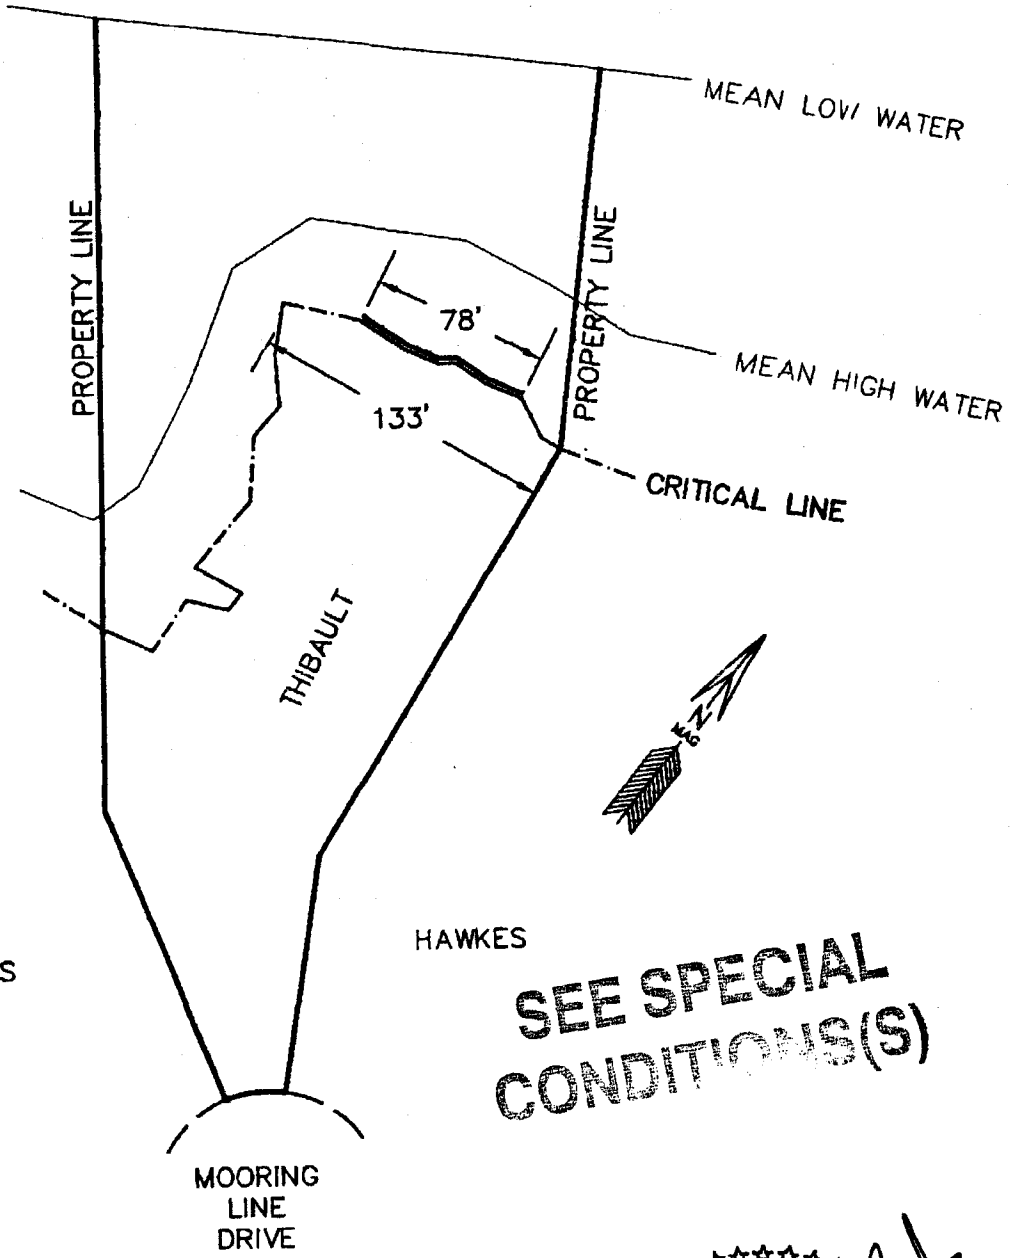 MEAN LOW WATER
PROPERTY LINE
PROPERTY LINE
78'
MEAN HIGH WATER
133'
CRITICAL LINE
THIBAULT
N
MAG
HAWKES
S
SEE SPECIAL
CONDITIONS(S)
MOORING
LINE
DRIVE